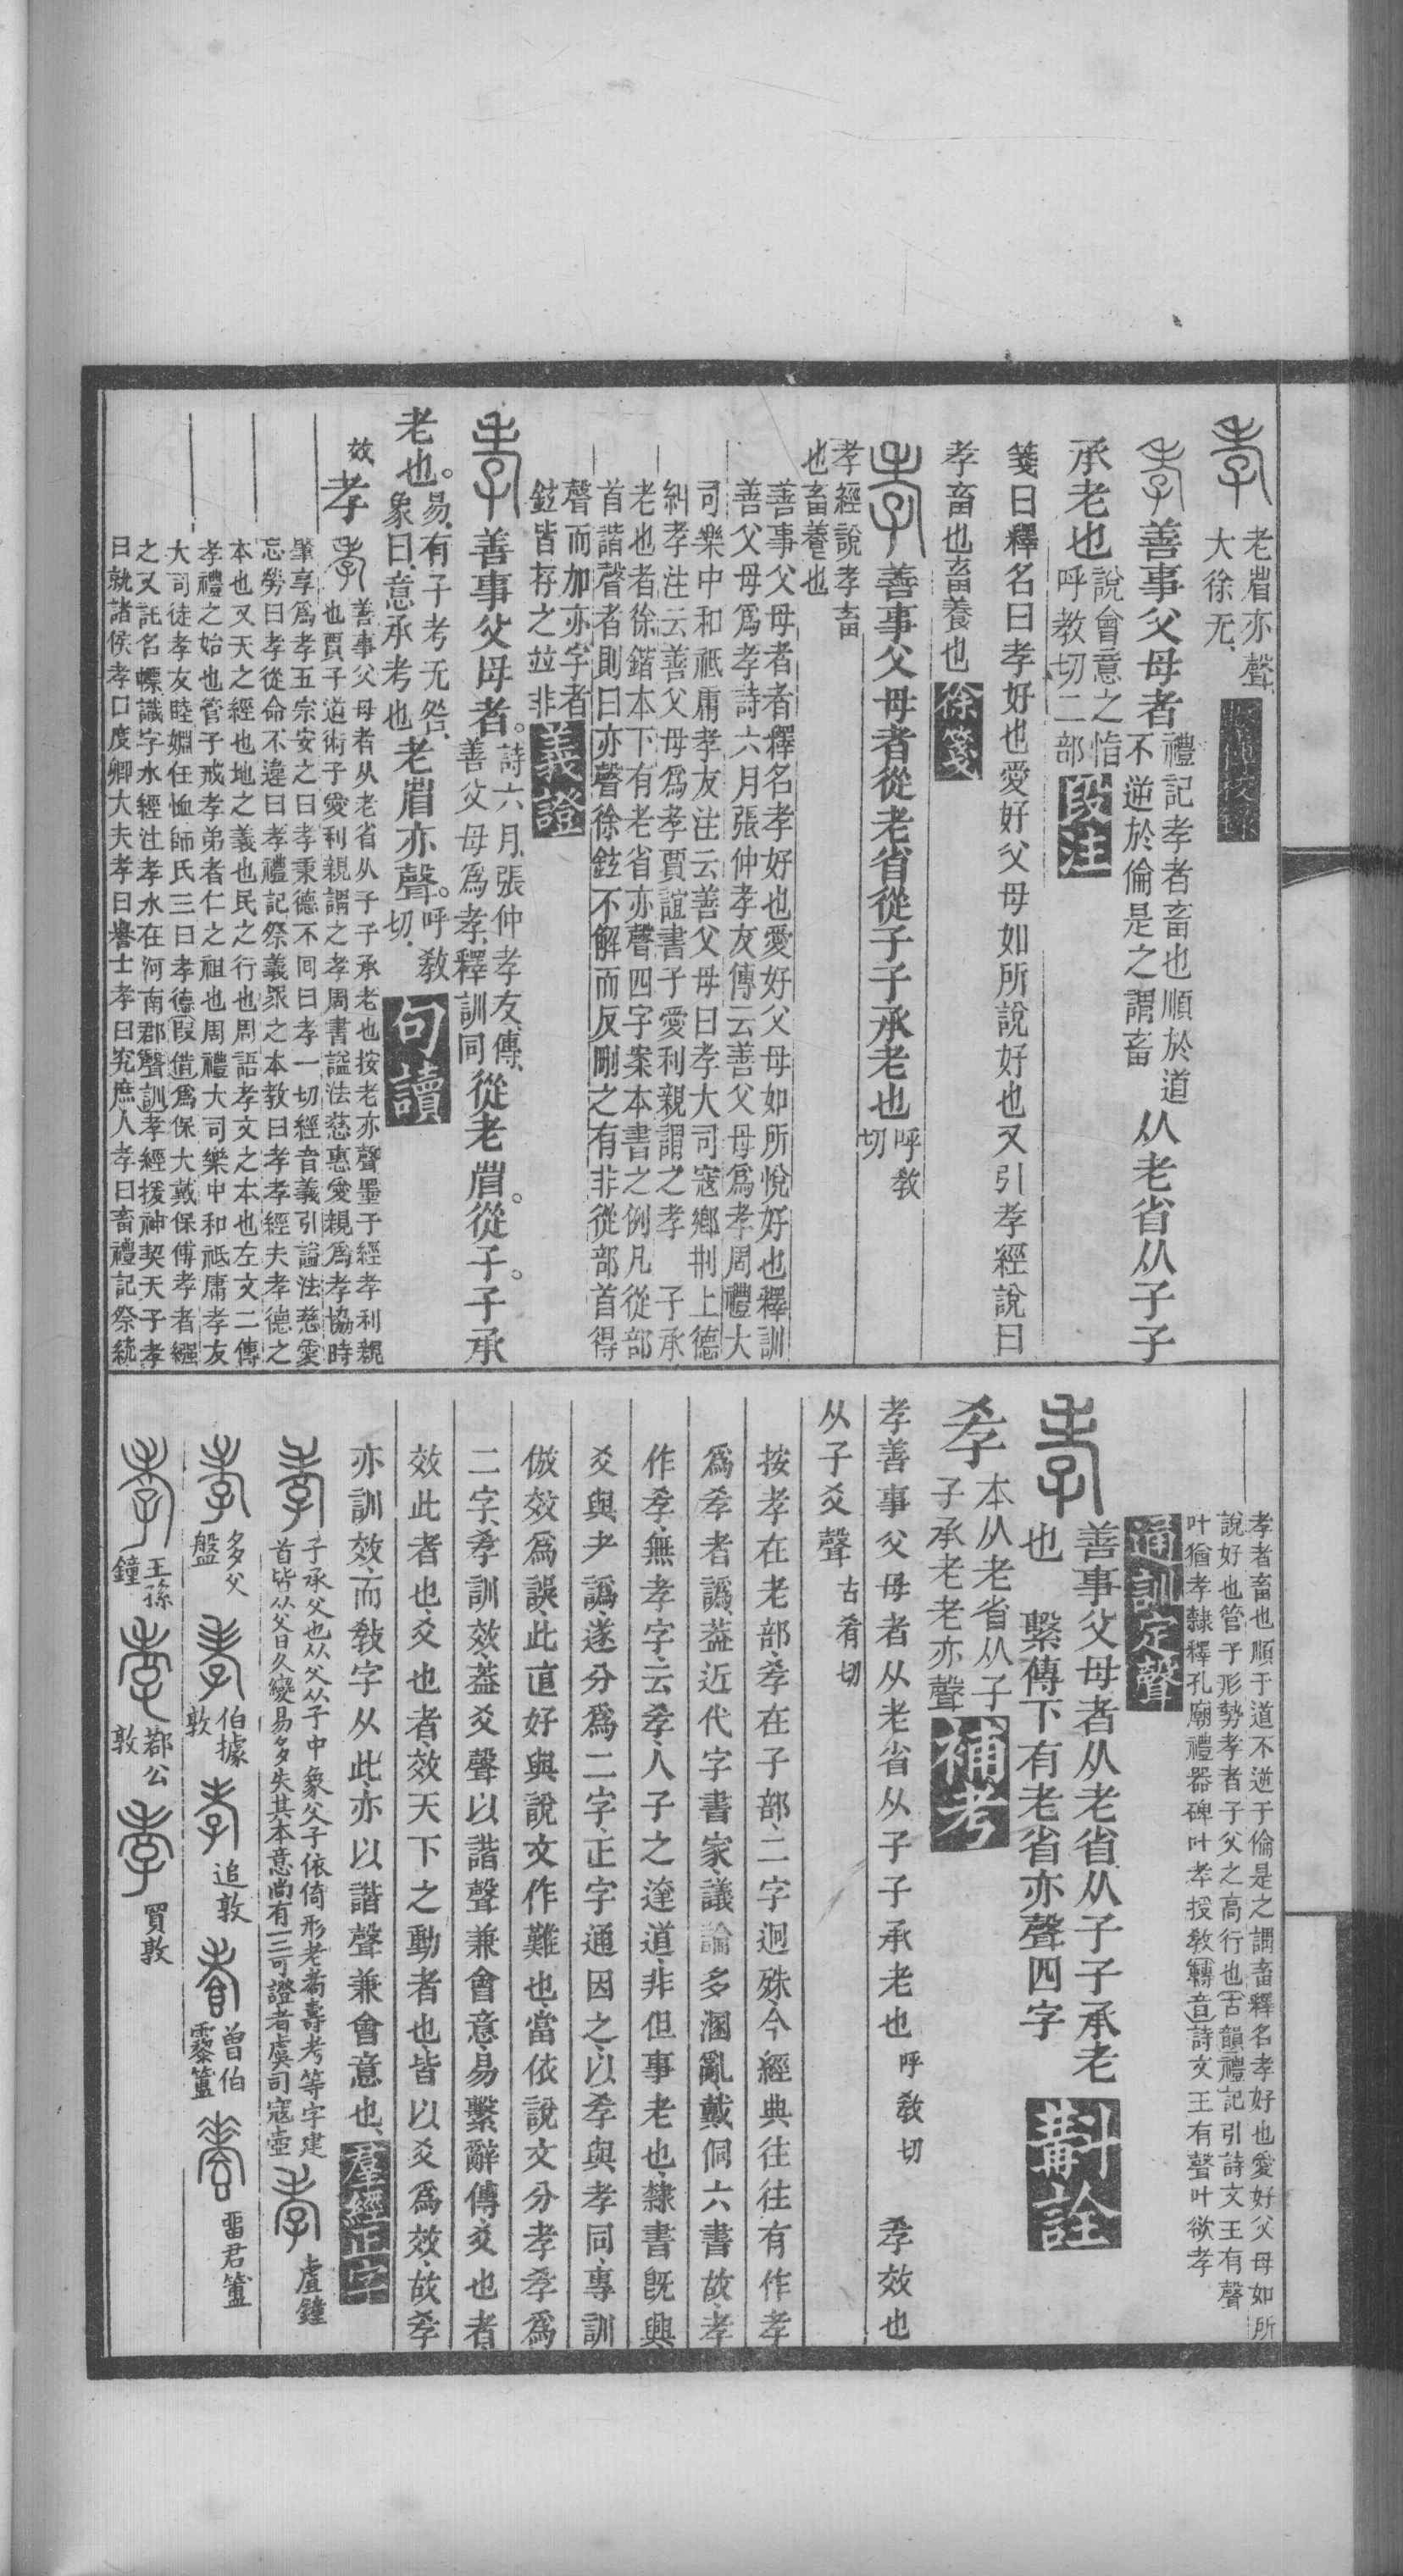 老省亦聲
大徐无、
繫傳校錄
善事父母者
禮記孝者畜也順於道
不逆於倫是之謂畜
从老省从子子
承老也
說會意之恉
呼教切二部
段注
箋曰釋名曰孝好也愛好父母如所說好也又引孝經說曰
孝畜也畜養也
徐箋
善事父母者從老省從子子承老也
呼教
切
孝經說孝畜
也畜養也
善事父母者者釋名孝好也愛好父母如所悅好也釋訓
善父母爲孝詩六月張仲孝友傳云善父母爲孝周禮大
司樂中和祇庸孝友注云善父母曰孝大司寇鄉刑上德
糾孝注云善父母爲孝賈誼書子愛利親謂之孝 子承
老也者徐鍇本下有老省亦聲四字案本書之例凡從部
首諧聲者則曰亦聲徐鉉不解而反刪之有非從部首得
聲而加亦字者
鉉皆存之竝非
義證
善事父母者。
詩六月、張仲孝友、傳、
善父母爲孝、釋訓同
從老省。從子。子承
老也。
易、有子考无咎、
象曰、意承考也
老省亦聲。
呼敎
切、
句讀
效
孝
善事父母者从老省从子子承老也按老亦聲墨子經孝利親
也賈子道術子愛利親謂之孝周書謚法慈惠愛親爲孝協時
肇享爲孝五宗安之曰孝秉德不回曰孝一切經音義引謚法慈愛
忘勞曰孝從命不違曰孝禮記祭義眾之本教曰孝孝經夫孝德之
本也又天之經也地之義也民之行也周語孝文之本也左文二傳
孝禮之始也管子戒孝弟者仁之祖也周禮大司樂中和祗庸孝友
大司徒孝友睦婣任恤師氏三曰孝德叚借爲保大戴保傅孝者繦
之又託名幖識字水經注孝水在河南郡聲訓孝經援神契天子孝
曰就諸侯孝曰度卿大夫孝曰譽士孝曰究庶人孝曰畜禮記祭統
孝者畜也順于道不逆于倫是之謂畜釋名孝好也愛好父母如所
說好也管子形勢孝者子父之高行也古韻禮記引詩文王有聲
叶猶孝隸釋孔廟禮器碑叶孝授教轉音詩文王有聲叶欲孝
通訓定聲
善事父母者从老省从子子承老
也 繫傳下有老省亦聲四字
斠詮
孝
本从老省从子
子承老老亦聲
補考
孝善事父母者从老省从子子承老也 呼教切 孝效也
从子爻聲 古肴切
按孝在老部、孝在子部、二字迥殊、今經典往往有作孝
爲孝者譌、葢近代字書家、議論多溷亂、戴侗六書故、孝
作孝、無孝字、云孝、人子之達道、非但事老也、隸書旣興
爻與耂譌、遂分爲二字、正字通因之、以孝與孝同、專訓
倣效爲誤、此直好與說文作難也、當依說文分孝孝爲
二字、孝訓效、葢爻聲以諧聲兼會意、易繫辭傳、爻也者
效此者也、爻也者、效天下之動者也、皆以爻爲效、故孝
亦訓效、而教字从此、亦以諧聲兼會意也、
羣經正字
子承父也从父从子中象父子依倚形老耇壽考等字建
首皆从父日久變易多失其本意尚有一二可證者虞司寇壺
虘鐘
多父
盤
伯據
敦
追敦
曾伯
霥簠
畱君簠
王孫
鐘
鄀公
敦
買敦